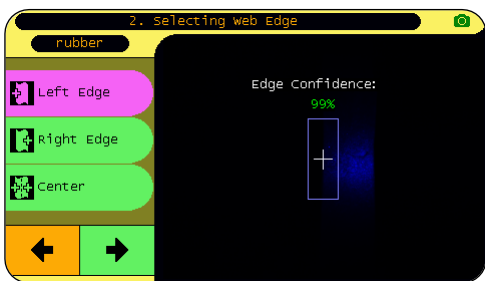 2. Selecting Web Edge
rubber
Left Edge
Right Edge
Center
Edge Confidence:
99%